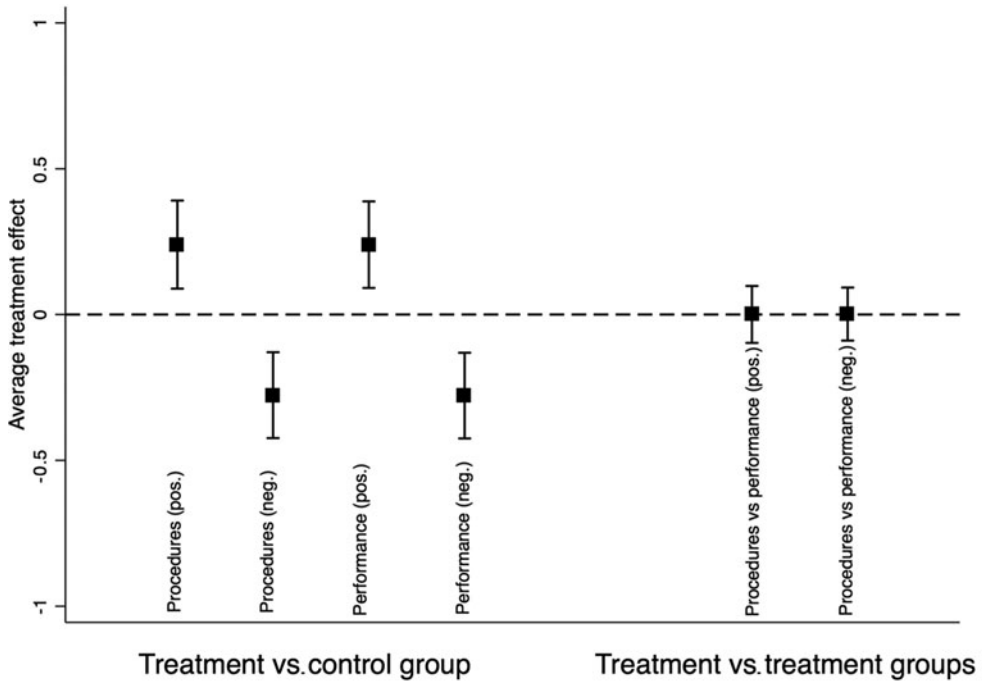 1
0.5
0
-0.5
-1
Average treatment effect
Procedures (pos.)
Procedures (neg.)
Performance (pos.)
Performance (neg.)
Procedures vs performance (pos.)
Procedures vs performance (neg.)
Treatment vs.control group
Treatment vs.treatment groups